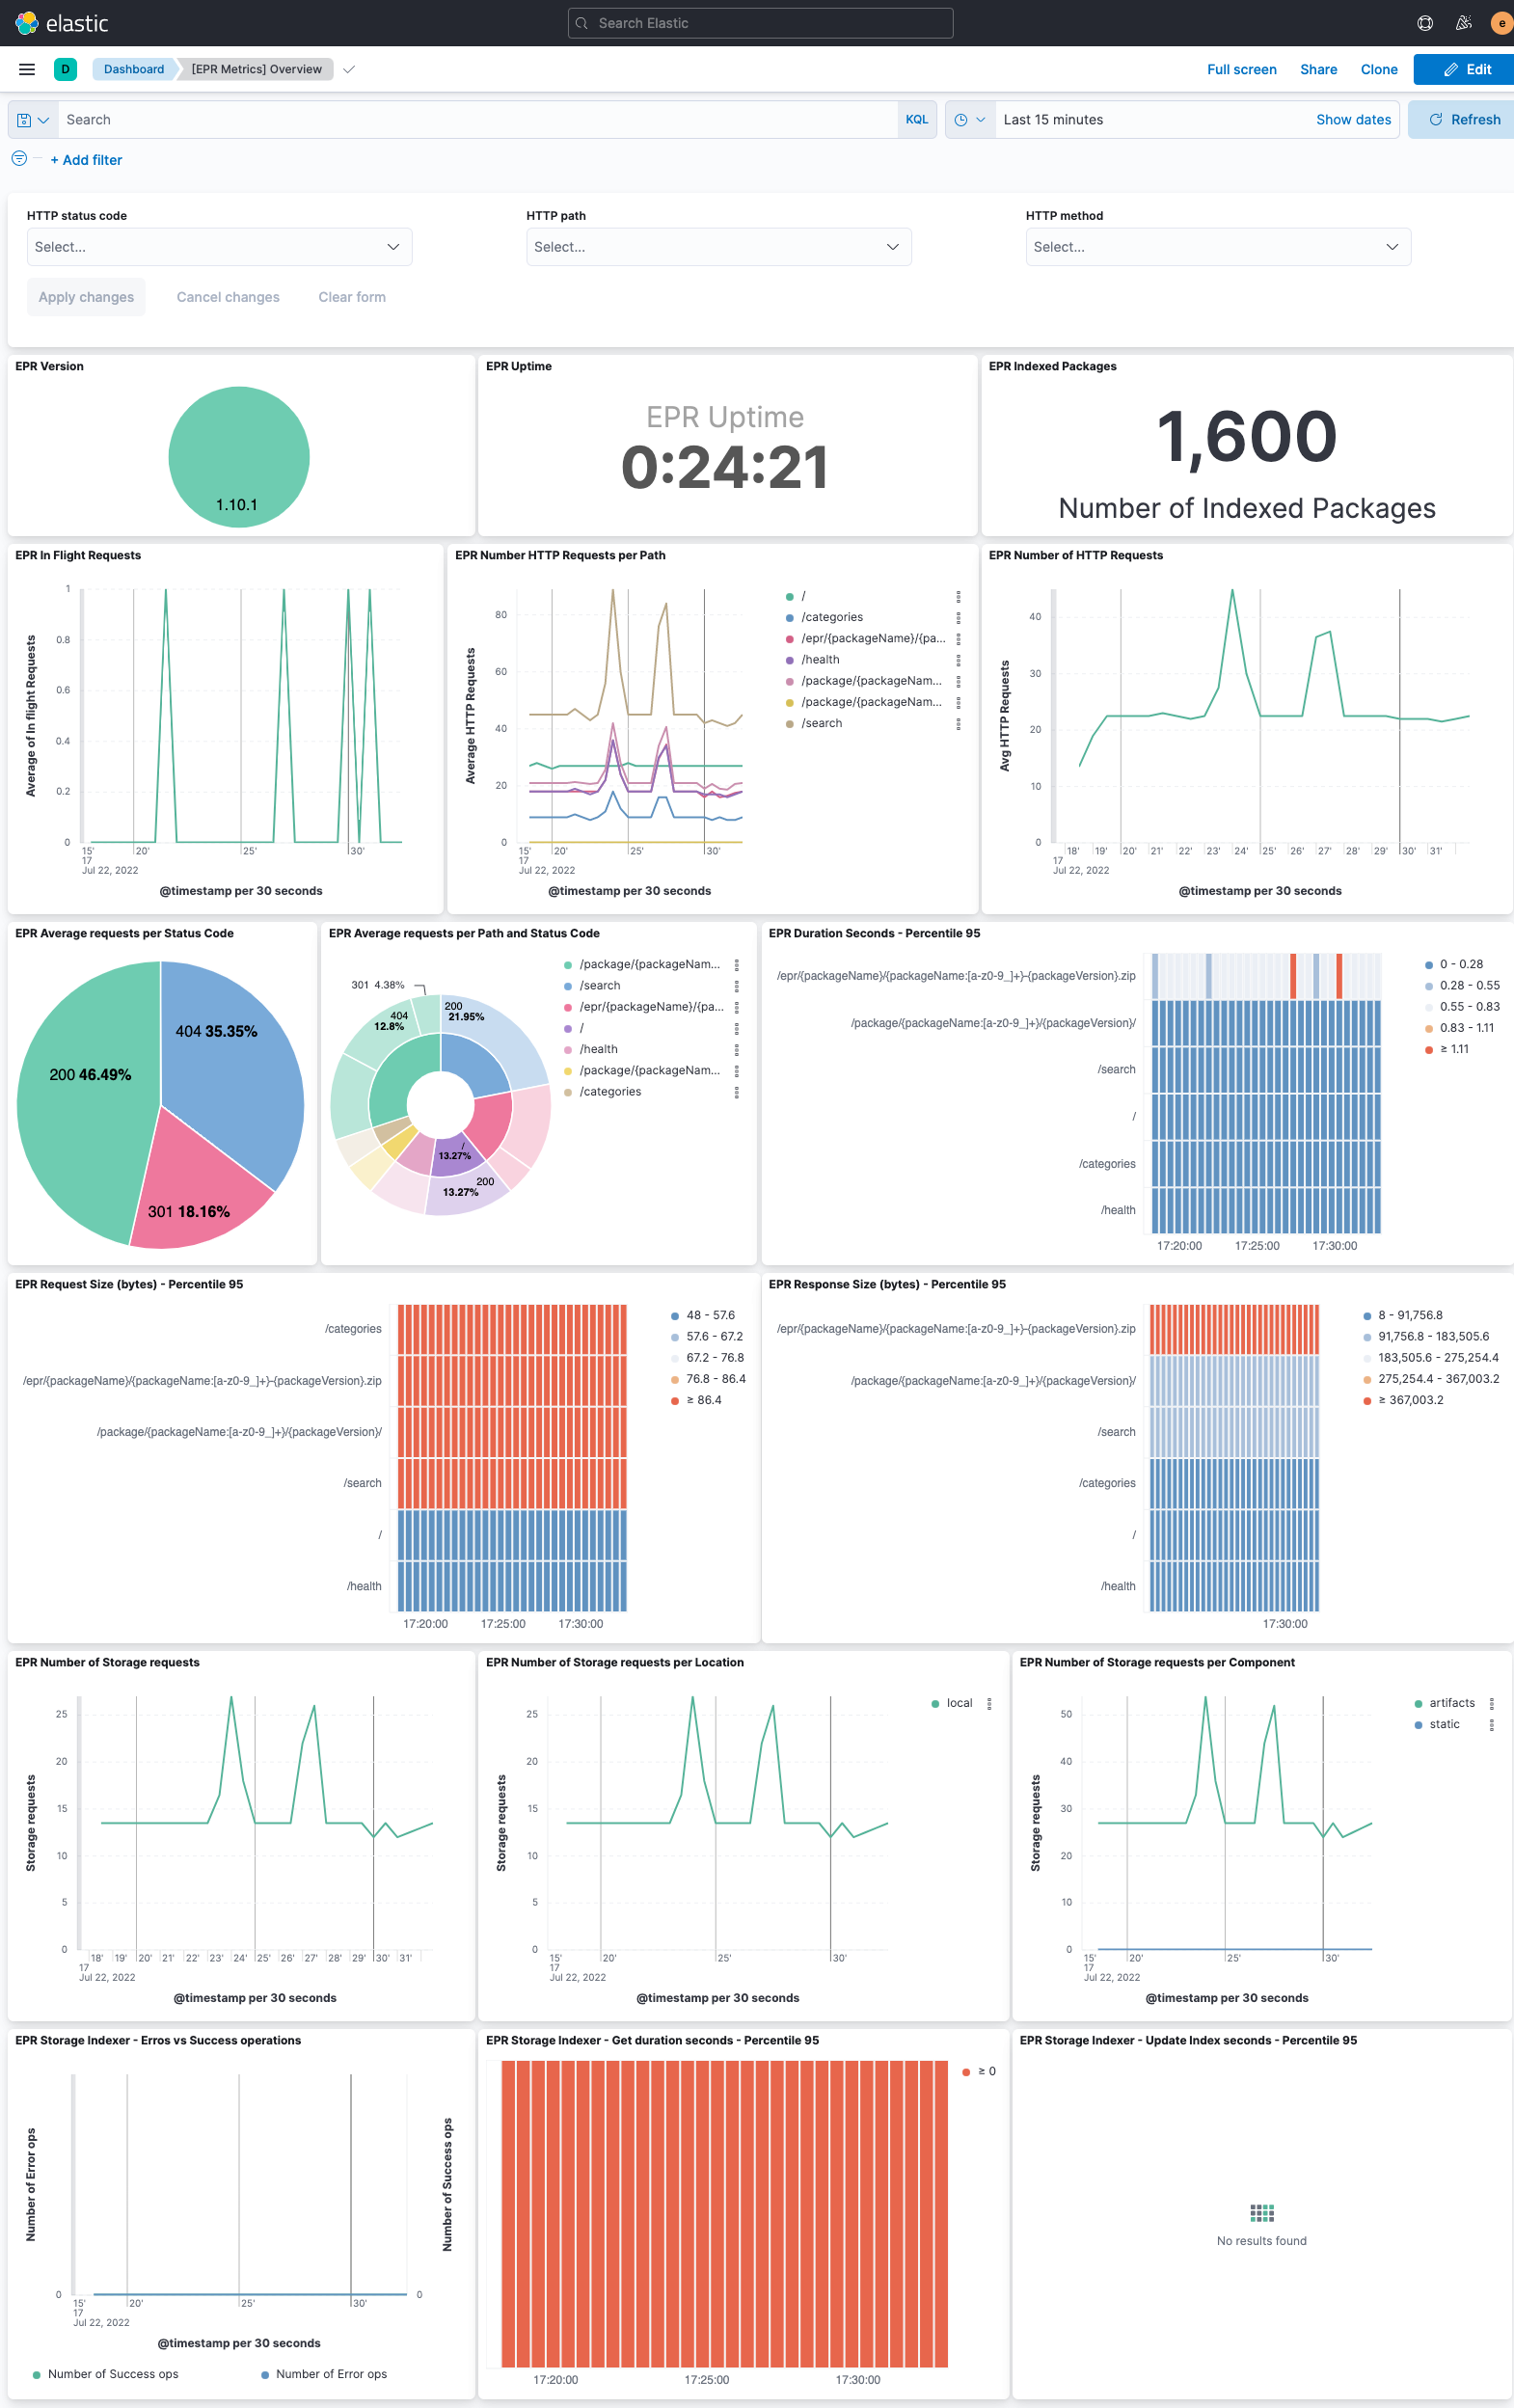 elastic
Search Elastic
e
D
Dashboard
[EPR Metrics] Overview
Full screen
Share
Clone
Edit
Search
KQL
Last 15 minutes
Show dates
Refresh
+ Add filter
HTTP status code
HTTP path
HTTP method
Select...
Select...
Select...
Apply changes
Cancel changes
Clear form
EPR Version
1.10.1
EPR Uptime
EPR Uptime
0:24:21
EPR Indexed Packages
1,600
Number of Indexed Packages
EPR In Flight Requests
Average of In flight Requests
1
0.8
0.6
0.4
0.2
0
15' 20' 25' 30'
17
Jul 22, 2022
@timestamp per 30 seconds
EPR Number HTTP Requests per Path
Average HTTP Requests
80
60
40
20
0
15' 20' 25' 30'
17
Jul 22, 2022
@timestamp per 30 seconds
/
/categories
/epr/{packageName}/{pa...
/health
/package/{packageNam...
/package/{packageNam...
/search
EPR Number of HTTP Requests
Avg HTTP Requests
40
30
20
10
0
18' 19' 20' 21' 22' 23' 24' 25' 26' 27' 28' 29' 30' 31'
17
Jul 22, 2022
@timestamp per 30 seconds
EPR Average requests per Status Code
404 35.35%
200 46.49%
301 18.16%
EPR Average requests per Path and Status Code
301 4.38%
404
12.8%
200
21.95%
/
13.27%
200
13.27%
/package/{packageNam...
/search
/epr/{packageName}/{pa...
/
/health
/package/{packageNam...
/categories
EPR Duration Seconds - Percentile 95
/epr/{packageName}/{packageName:[a-z0-9_]+}-{packageVersion}.zip
/package/{packageName:[a-z0-9_]+}/{packageVersion}/
/search
/
/categories
/health
17:20:00 17:25:00 17:30:00
0 - 0.28
0.28 - 0.55
0.55 - 0.83
0.83 - 1.11
≥ 1.11
EPR Request Size (bytes) - Percentile 95
/categories
/epr/{packageName}/{packageName:[a-z0-9_]+}-{packageVersion}.zip
/package/{packageName:[a-z0-9_]+}/{packageVersion}/
/search
/
/health
17:20:00 17:25:00 17:30:00
48 - 57.6
57.6 - 67.2
67.2 - 76.8
76.8 - 86.4
≥ 86.4
EPR Response Size (bytes) - Percentile 95
/epr/{packageName}/{packageName:[a-z0-9_]+}-{packageVersion}.zip
/package/{packageName:[a-z0-9_]+}/{packageVersion}/
/search
/categories
/
/health
17:30:00
8 - 91,756.8
91,756.8 - 183,505.6
183,505.6 - 275,254.4
275,254.4 - 367,003.2
≥ 367,003.2
EPR Number of Storage requests
Storage requests
25
20
15
10
5
0
18' 19' 20' 21' 22' 23' 24' 25' 26' 27' 28' 29' 30' 31'
17
Jul 22, 2022
@timestamp per 30 seconds
EPR Number of Storage requests per Location
Storage requests
25
20
15
10
5
0
15' 20' 25' 30'
17
Jul 22, 2022
@timestamp per 30 seconds
local
EPR Number of Storage requests per Component
Storage requests
50
40
30
20
10
0
15' 20' 25' 30'
17
Jul 22, 2022
@timestamp per 30 seconds
artifacts
static
EPR Storage Indexer - Erros vs Success operations
Number of Error ops
Number of Success ops
0
0
15' 20' 25' 30'
17
Jul 22, 2022
@timestamp per 30 seconds
Number of Success ops
Number of Error ops
EPR Storage Indexer - Get duration seconds - Percentile 95
≥ 0
17:20:00 17:25:00 17:30:00
EPR Storage Indexer - Update Index seconds - Percentile 95
No results found